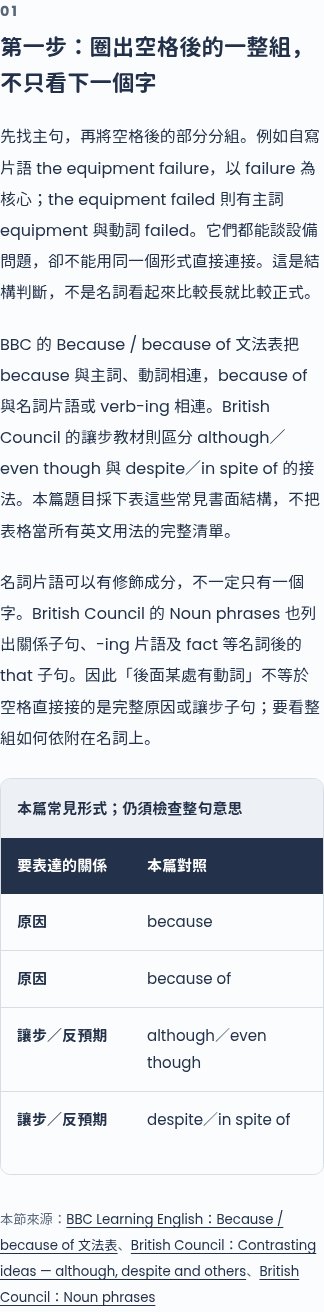 01
第一步：圈出空格後的一整組，
不只看下一個字
先找主句，再將空格後的部分分組。例如自寫
片語 the equipment failure，以 failure 為
核心；the equipment failed 則有主詞
equipment 與動詞 failed。它們都能談設備
問題，卻不能用同一個形式直接連接。這是結
構判斷，不是名詞看起來比較長就比較正式。
BBC 的 Because / because of 文法表把
because 與主詞、動詞相連，because of
與名詞片語或 verb-ing 相連。British
Council 的讓步教材則區分 although／
even though 與 despite／in spite of 的接
法。本篇題目採下表這些常見書面結構，不把
表格當所有英文用法的完整清單。
名詞片語可以有修飾成分，不一定只有一個
字。British Council 的 Noun phrases 也列
出關係子句、-ing 片語及 fact 等名詞後的
that 子句。因此「後面某處有動詞」不等於
空格直接接的是完整原因或讓步子句；要看整
組如何依附在名詞上。
本篇常見形式；仍須檢查整句意思
要表達的關係 本篇對照
原因 because
原因 because of
讓步／反預期 although／even
though
讓步／反預期 despite／in spite of
本節來源：BBC Learning English：Because /
because of 文法表、British Council：Contrasting
ideas — although, despite and others、British
Council：Noun phrases